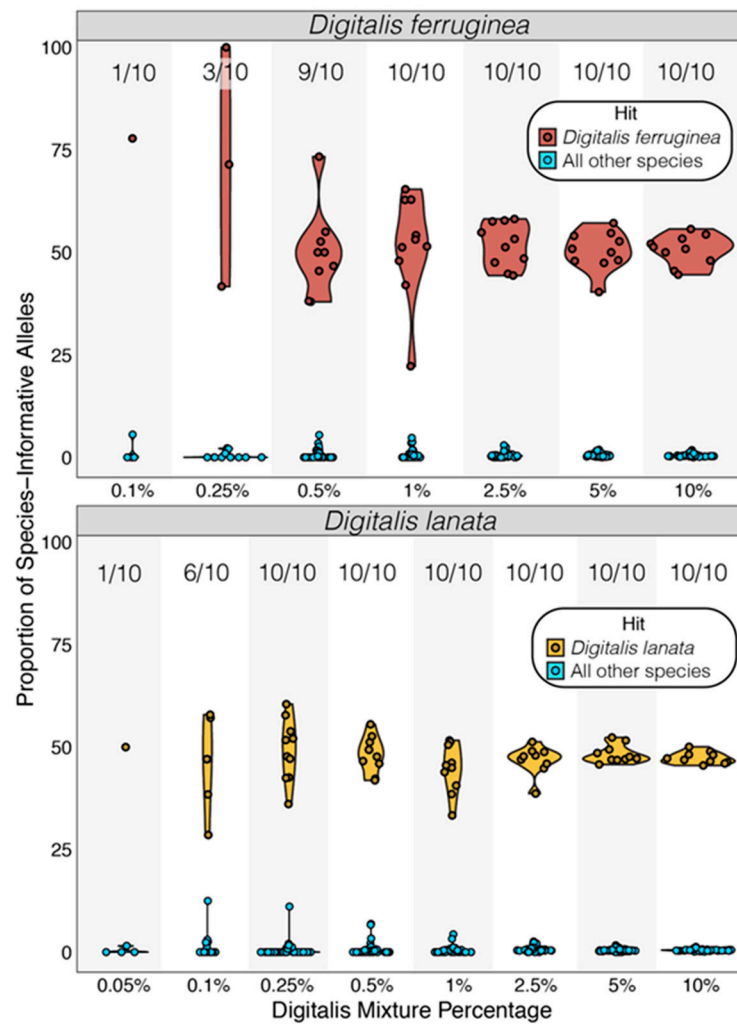 Digitalis ferruginea
100
1/10 3/10 9/10 10/10 10/10 10/10 10/10
Hit
Digitalis ferruginea
All other species
75
50
25
0
0.1% 0.25% 0.5% 1% 2.5% 5% 10%
Proportion of Species-Informative Alleles
Digitalis lanata
100
1/10 6/10 10/10 10/10 10/10 10/10 10/10 10/10
Hit
Digitalis lanata
All other species
75
50
25
0
0.05% 0.1% 0.25% 0.5% 1% 2.5% 5% 10%
Digitalis Mixture Percentage